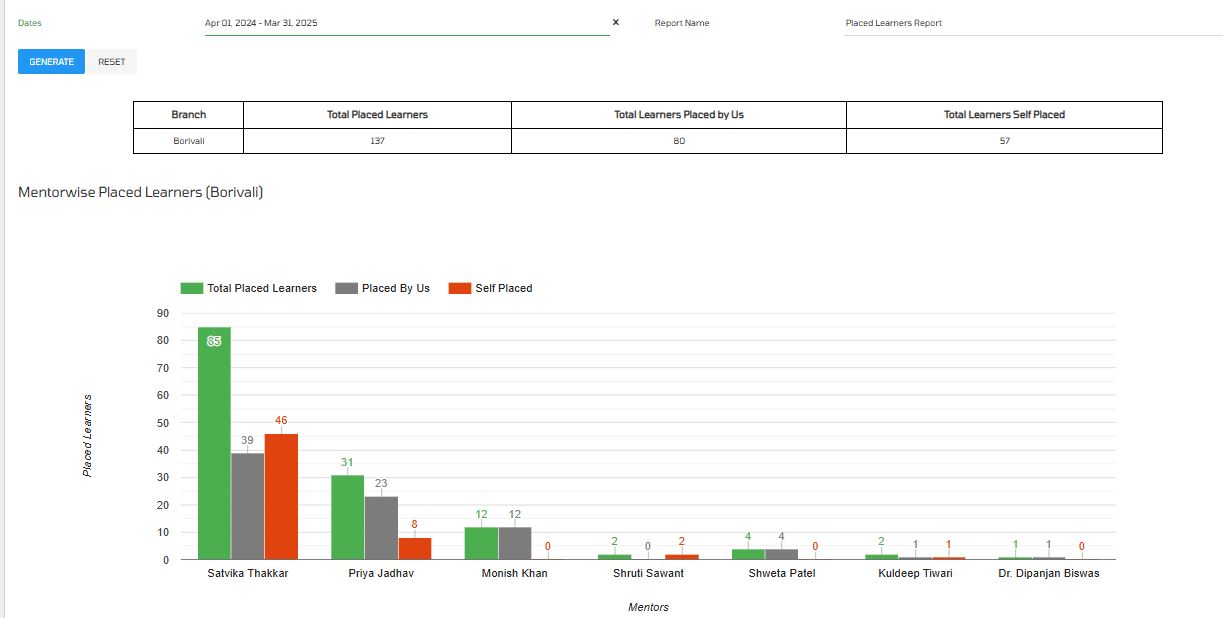 Dates Apr 01, 2024 - Mar 31, 2025 × Report Name Placed Learners Report
GENERATE RESET
Branch Total Placed Learners Total Learners Placed by Us Total Learners Self Placed
Borivali 137 80 57
Mentorwise Placed Learners (Borivali)
Total Placed Learners Placed By Us Self Placed
90
80
70
60
50
40
30
20
10
0
Placed Learners
85 39 46
31 23 8
12 12 0
2 0 2
4 4 0
2 1 1
1 1 0
Satvika Thakkar Priya Jadhav Monish Khan Shruti Sawant Shweta Patel Kuldeep Tiwari Dr. Dipanjan Biswas
Mentors